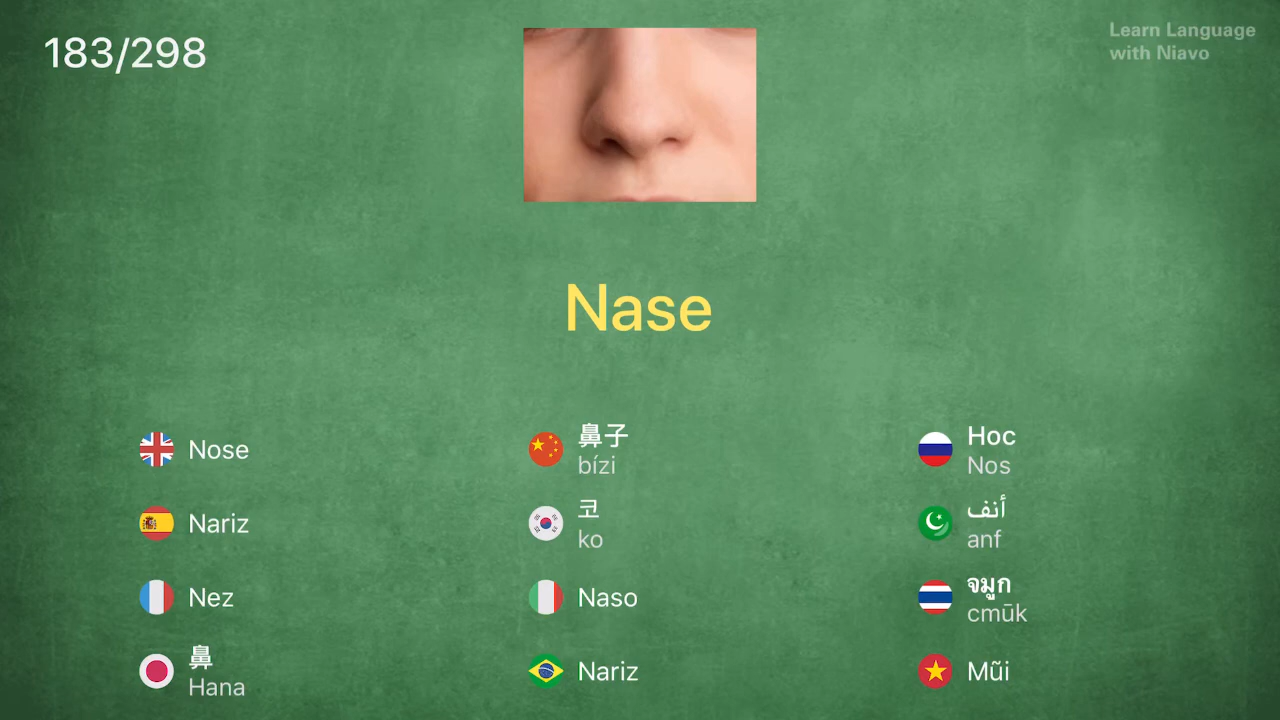 183/298
Learn Language
with Niavo
Nase
Nose
鼻子
bízi
Нос
Nos
Nariz
코
ko
أنف
anf
Nez
Naso
จมูก
cmūk
鼻
Hana
Nariz
Mũi